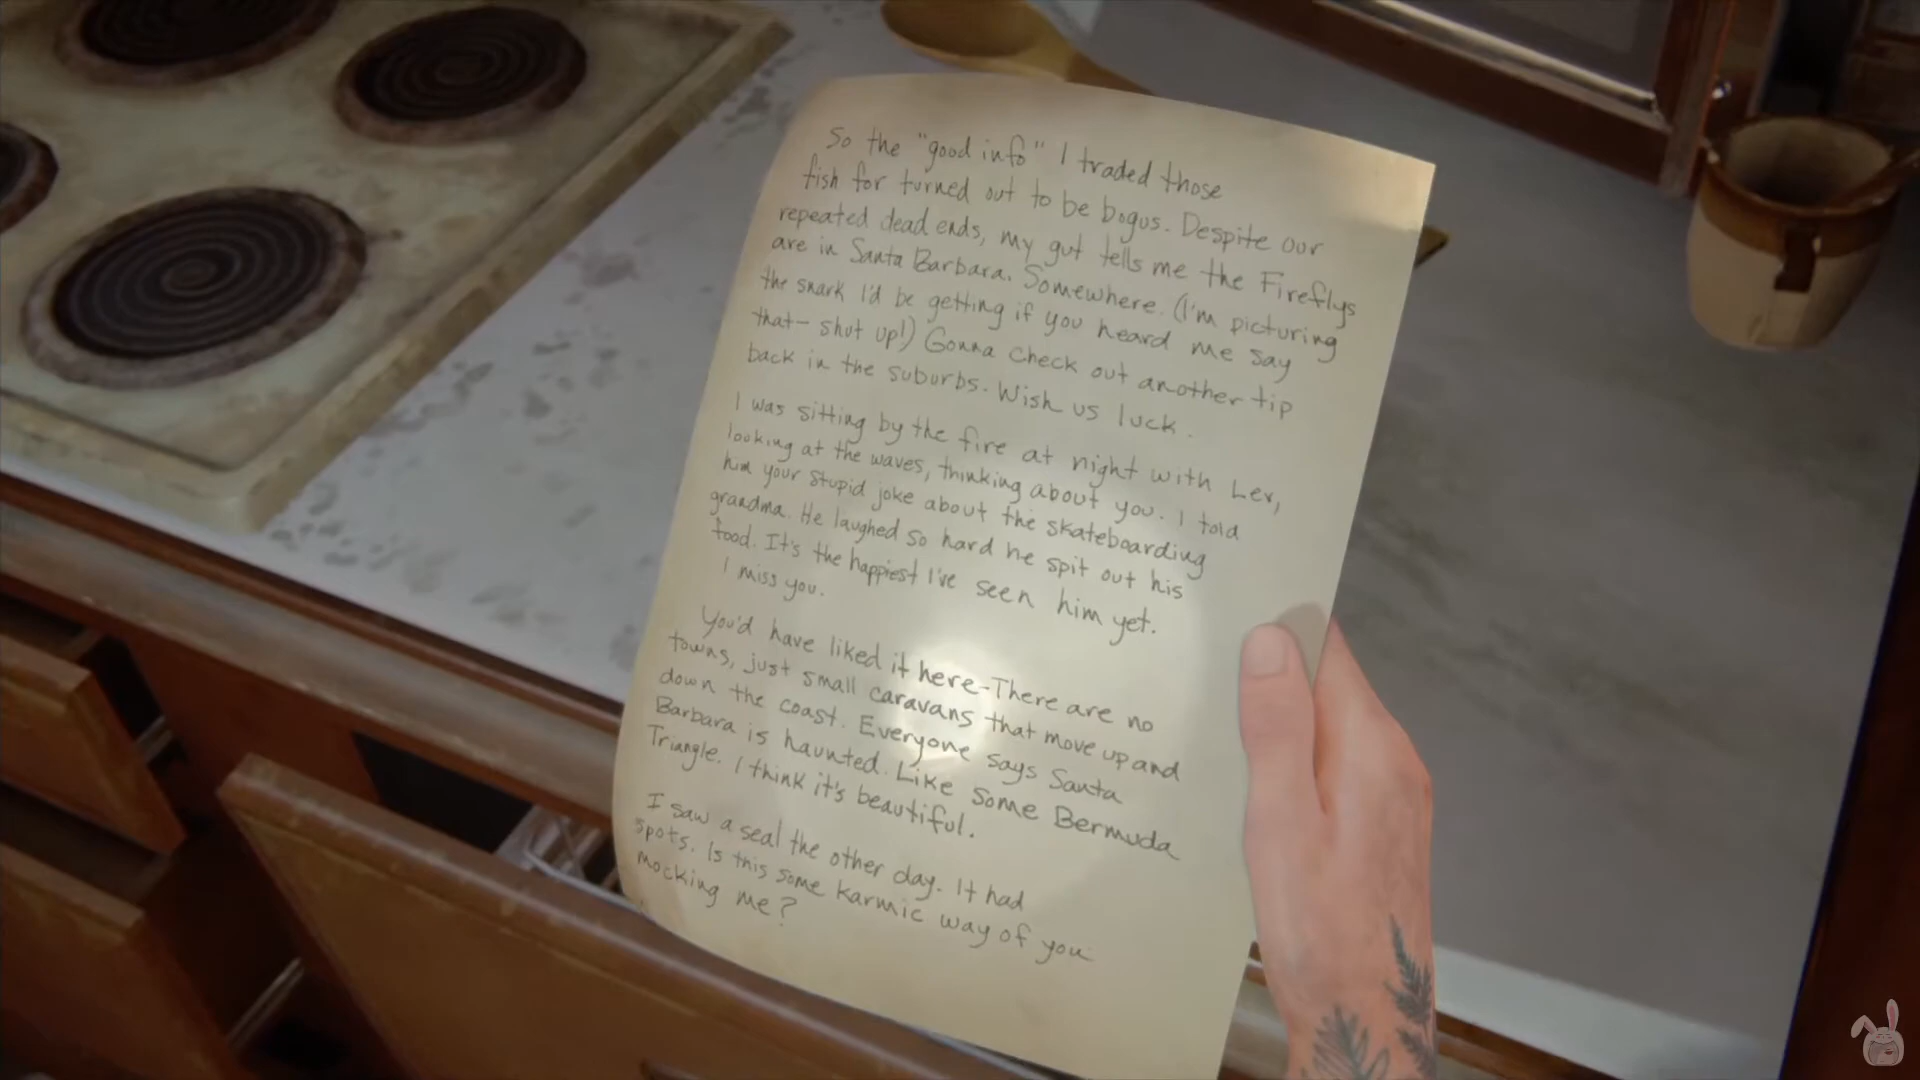 So the "good info" I traded those
fish for turned out to be bogus. Despite our
repeated dead ends, my gut tells me the Fireflys
are in Santa Barbara. Somewhere. (I'm picturing
the snark I'd be getting if you heard me say
that— shut up!) Gonna check out another tip
back in the suburbs. Wish us luck.
I was sitting by the fire at night with Lev,
looking at the waves, thinking about you. I told
him your stupid joke about the skateboarding
grandma. He laughed so hard he spit out his
food. It's the happiest I've seen him yet.
I miss you.
You'd have liked it here-There are no
towns, just small caravans that move up and
down the coast. Everyone says Santa
Barbara is haunted. Like some Bermuda
Triangle. I think it's beautiful.
I saw a seal the other day. It had
spots. Is this some karmic way of you
mocking me?